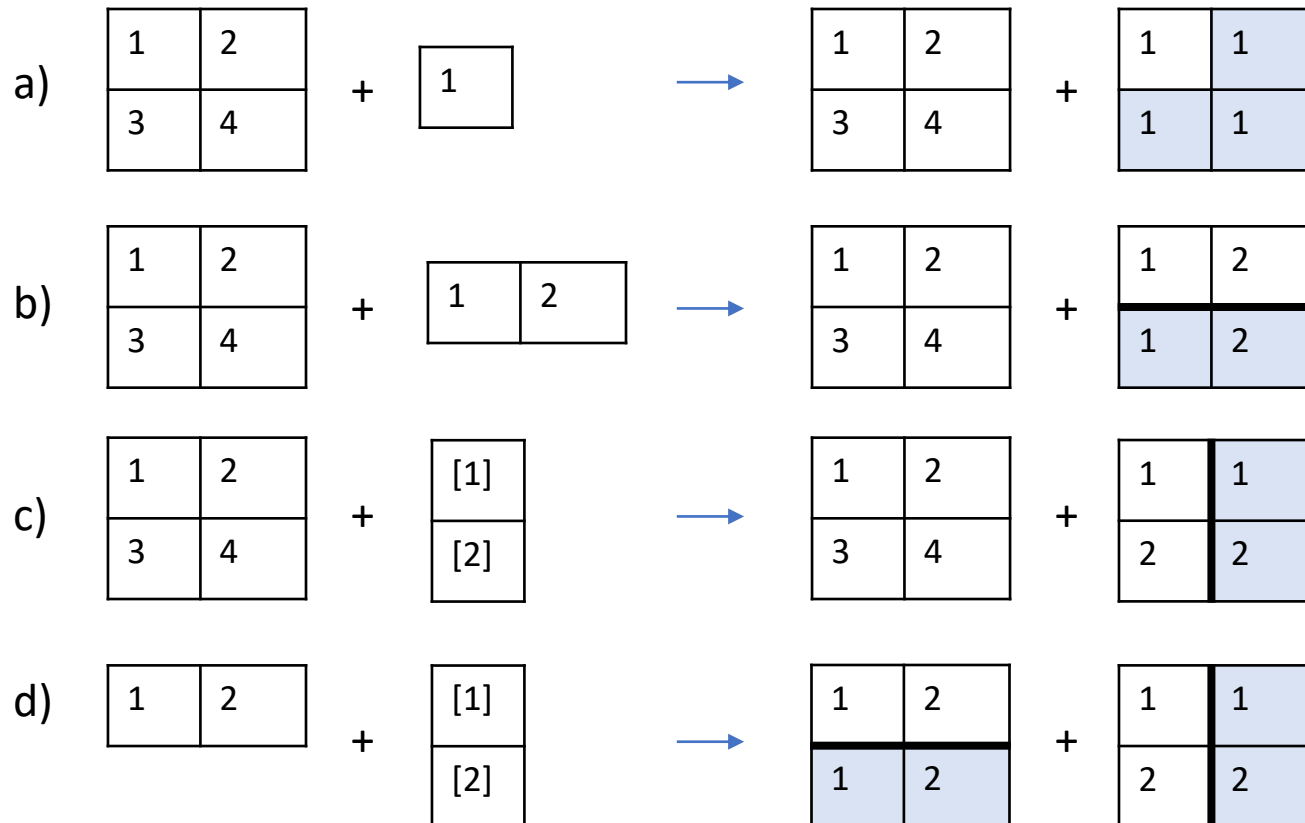 1 2 1 2 1 1
a) + 1 +
3 4 3 4 1 1
1 2 1 2 1 2
b) + 1 2 +
3 4 3 4 1 2
1 2 [1] 1 2 1 1
c) + +
3 4 [2] 3 4 2 2
d) 1 2 [1] 1 2 1 1
+ +
[2] 1 2 2 2